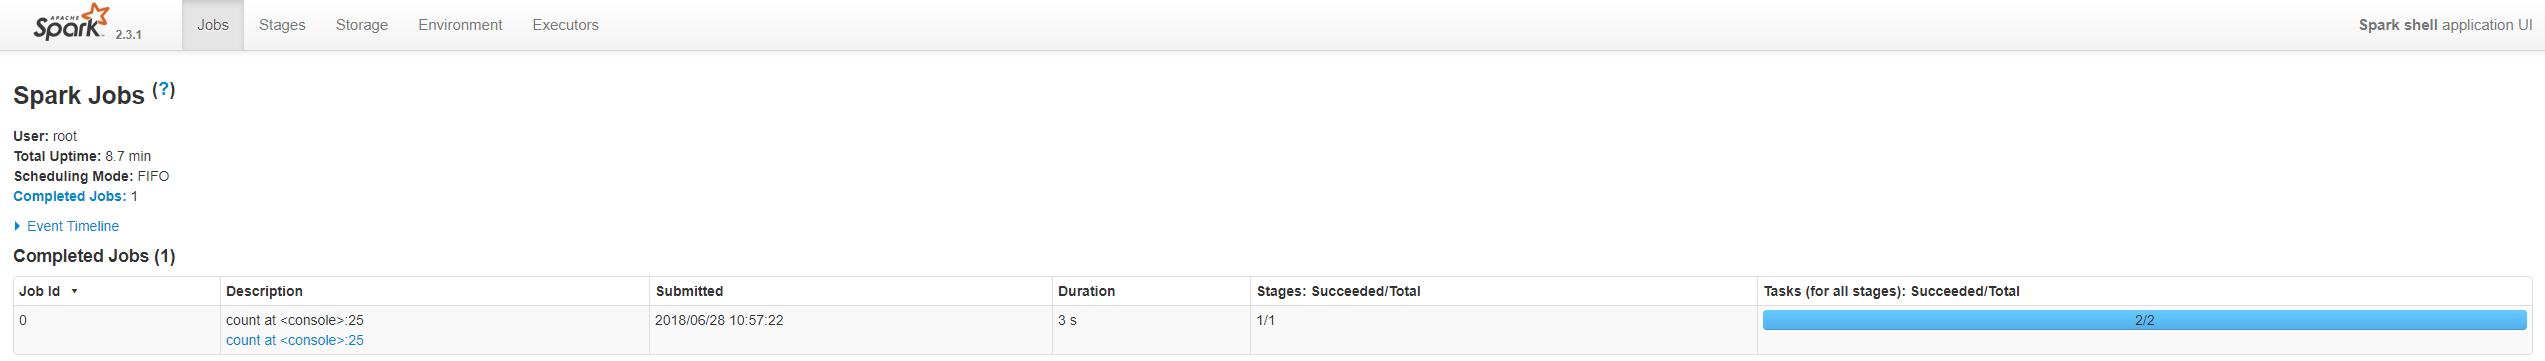 APACHE Spark 2.3.1 Jobs Stages Storage Environment Executors Spark shell application UI
Spark Jobs (?)
User: root
Total Uptime: 8.7 min
Scheduling Mode: FIFO
Completed Jobs: 1
Event Timeline
Completed Jobs (1)
Job Id ▾ Description Submitted Duration Stages: Succeeded/Total Tasks (for all stages): Succeeded/Total
0 count at <console>:25 2018/06/28 10:57:22 3 s 1/1 2/2
count at <console>:25